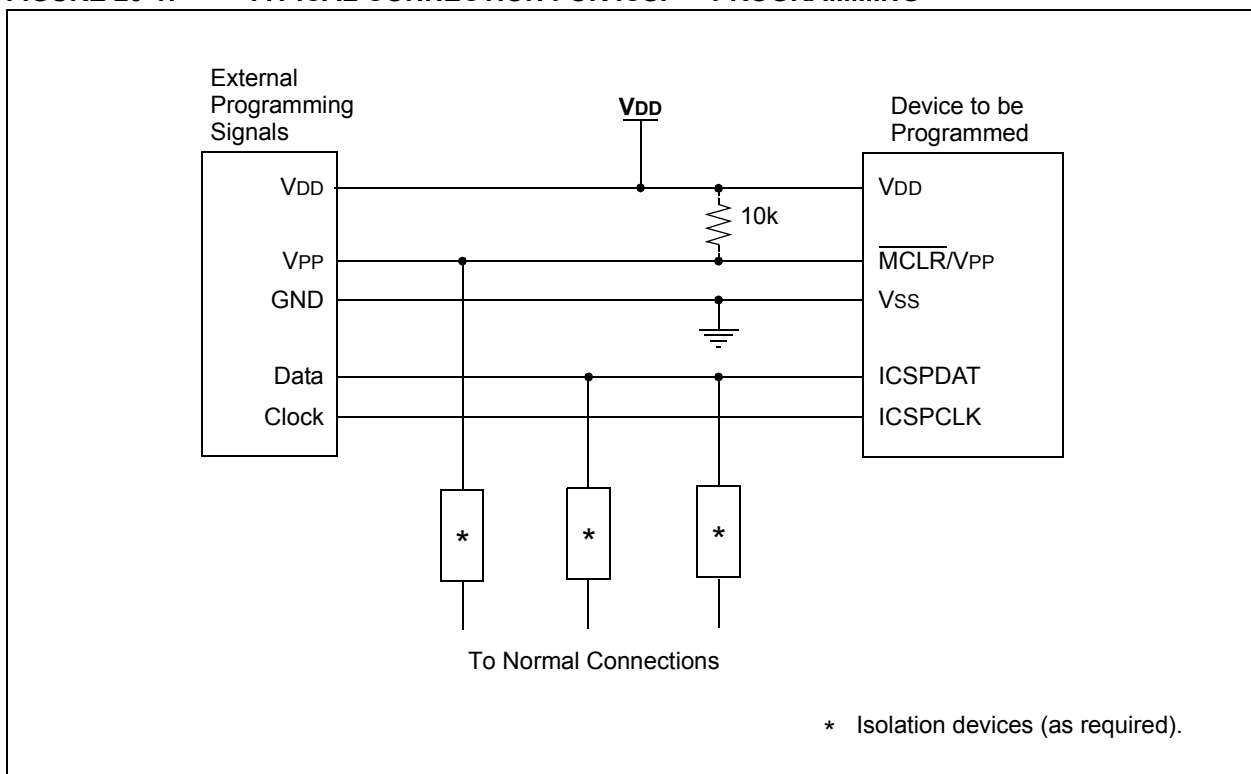 External
Programming
Signals
VDD
Device to be
Programmed
VDD
VDD
10k
VPP
MCLR/VPP
GND
VSS
Data
ICSPDAT
Clock
ICSPCLK
*
*
*
To Normal Connections
* Isolation devices (as required).